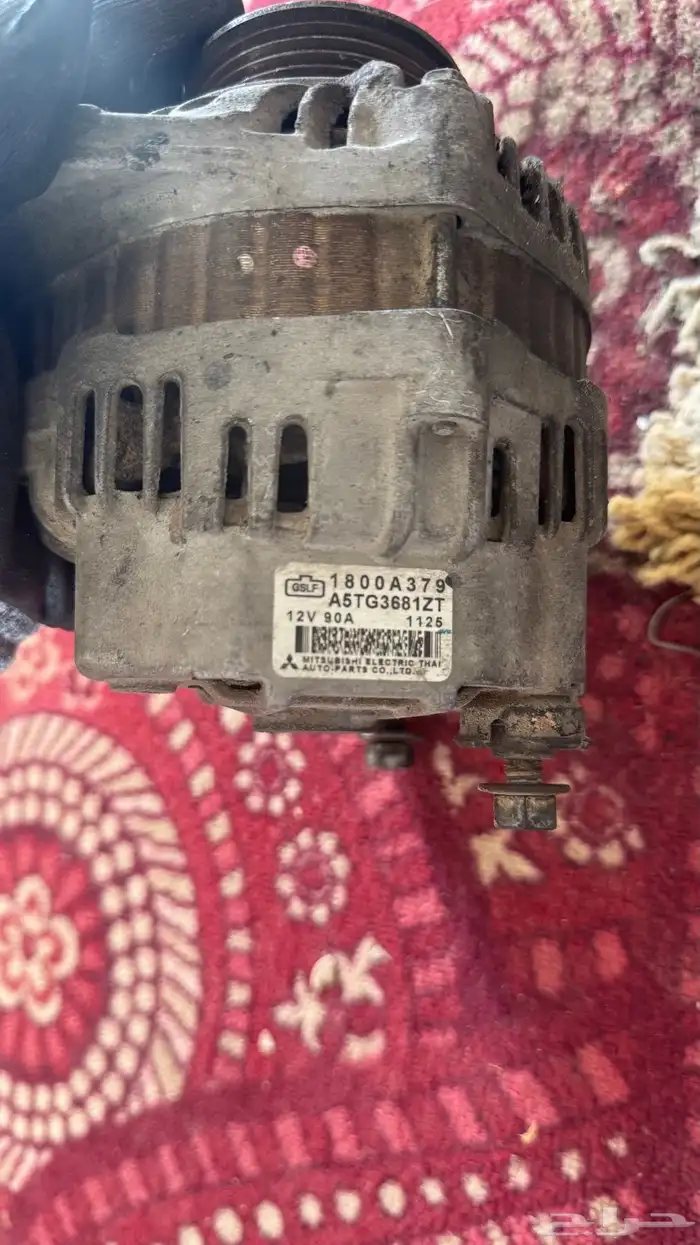 GSLF 1800A379
A5TG3681ZT
12V 90A 1125
MITSUBISHI ELECTRIC THAI
AUTO-PARTS CO.,LTD.
حراج